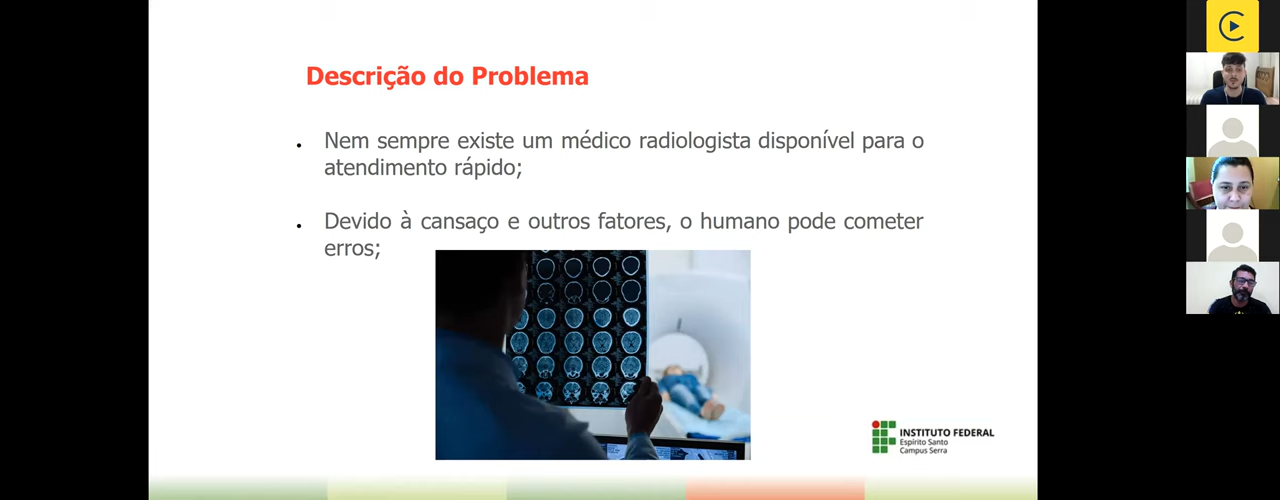 Descrição do Problema
Nem sempre existe um médico radiologista disponível para o
atendimento rápido;
Devido à cansaço e outros fatores, o humano pode cometer
erros;
INSTITUTO FEDERAL
Espírito Santo
Campus Serra